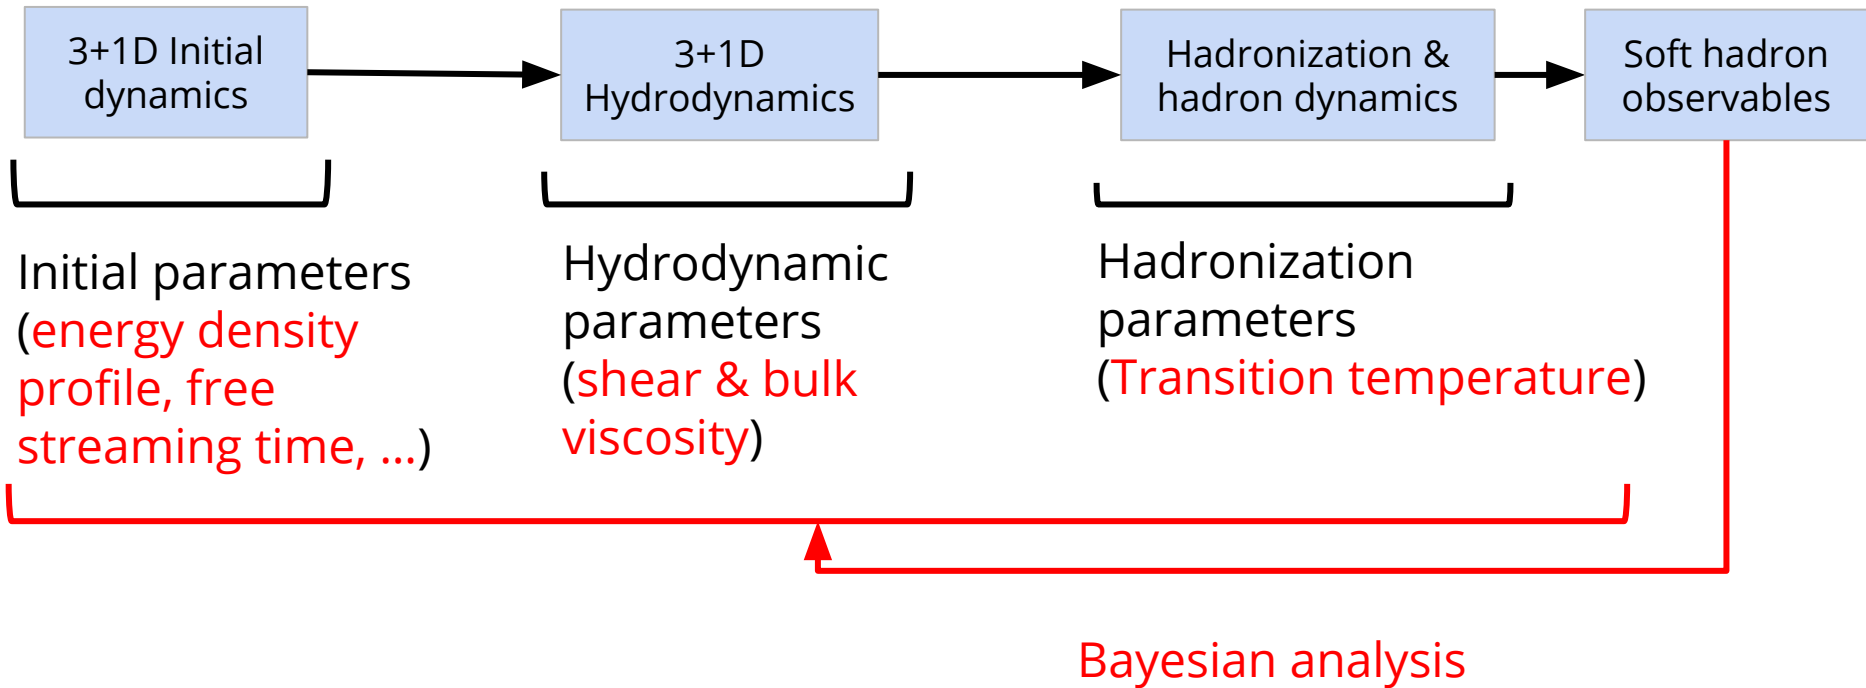 3+1D Initial
dynamics
3+1D
Hydrodynamics
Hadronization &
hadron dynamics
Soft hadron
observables
Initial parameters
(energy density
profile, free
streaming time, ...)
Hydrodynamic
parameters
(shear & bulk
viscosity)
Hadronization
parameters
(Transition temperature)
Bayesian analysis